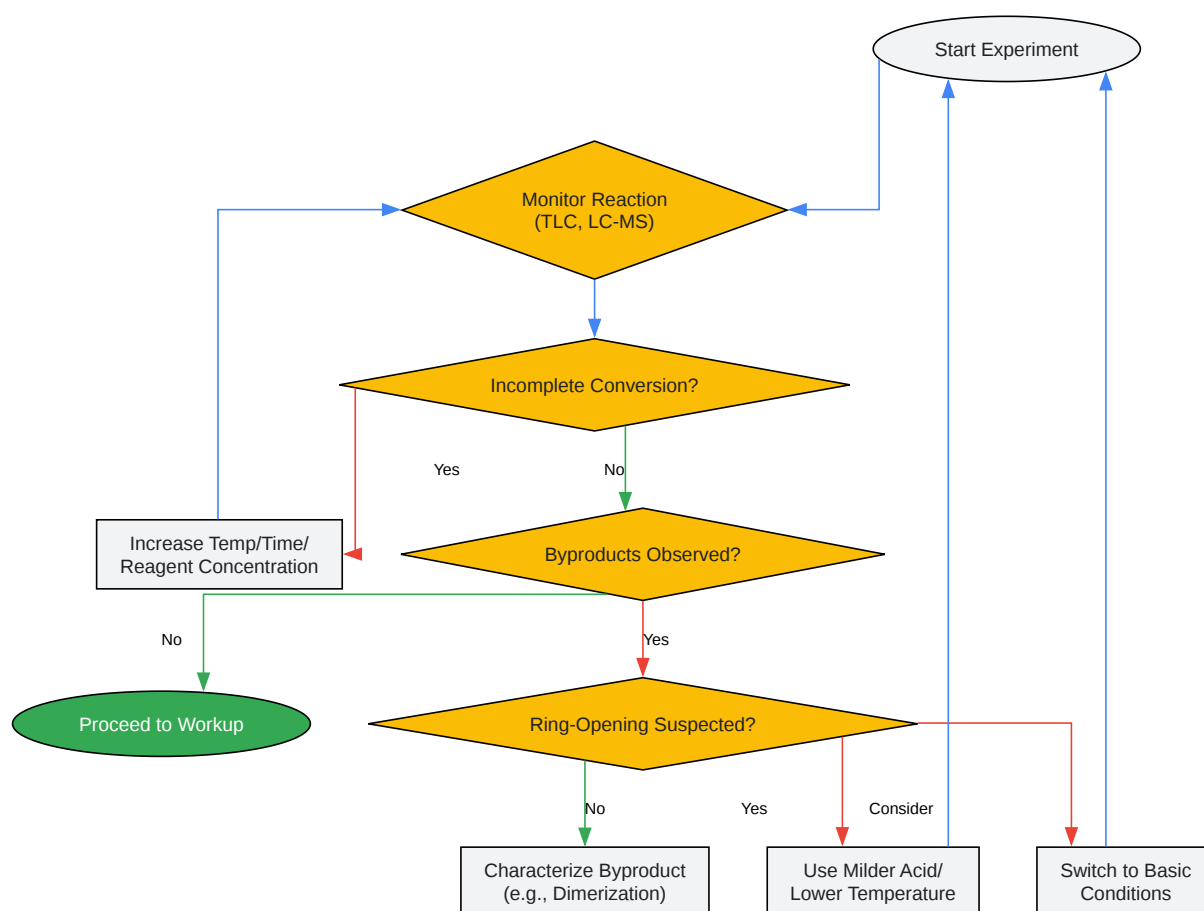 Start Experiment
Monitor Reaction
(TLC, LC-MS)
Incomplete Conversion?
Yes
No
Increase Temp/Time/
Reagent Concentration
Byproducts Observed?
No
Yes
Proceed to Workup
Ring-Opening Suspected?
No
Yes
Consider
Characterize Byproduct
(e.g., Dimerization)
Use Milder Acid/
Lower Temperature
Switch to Basic
Conditions